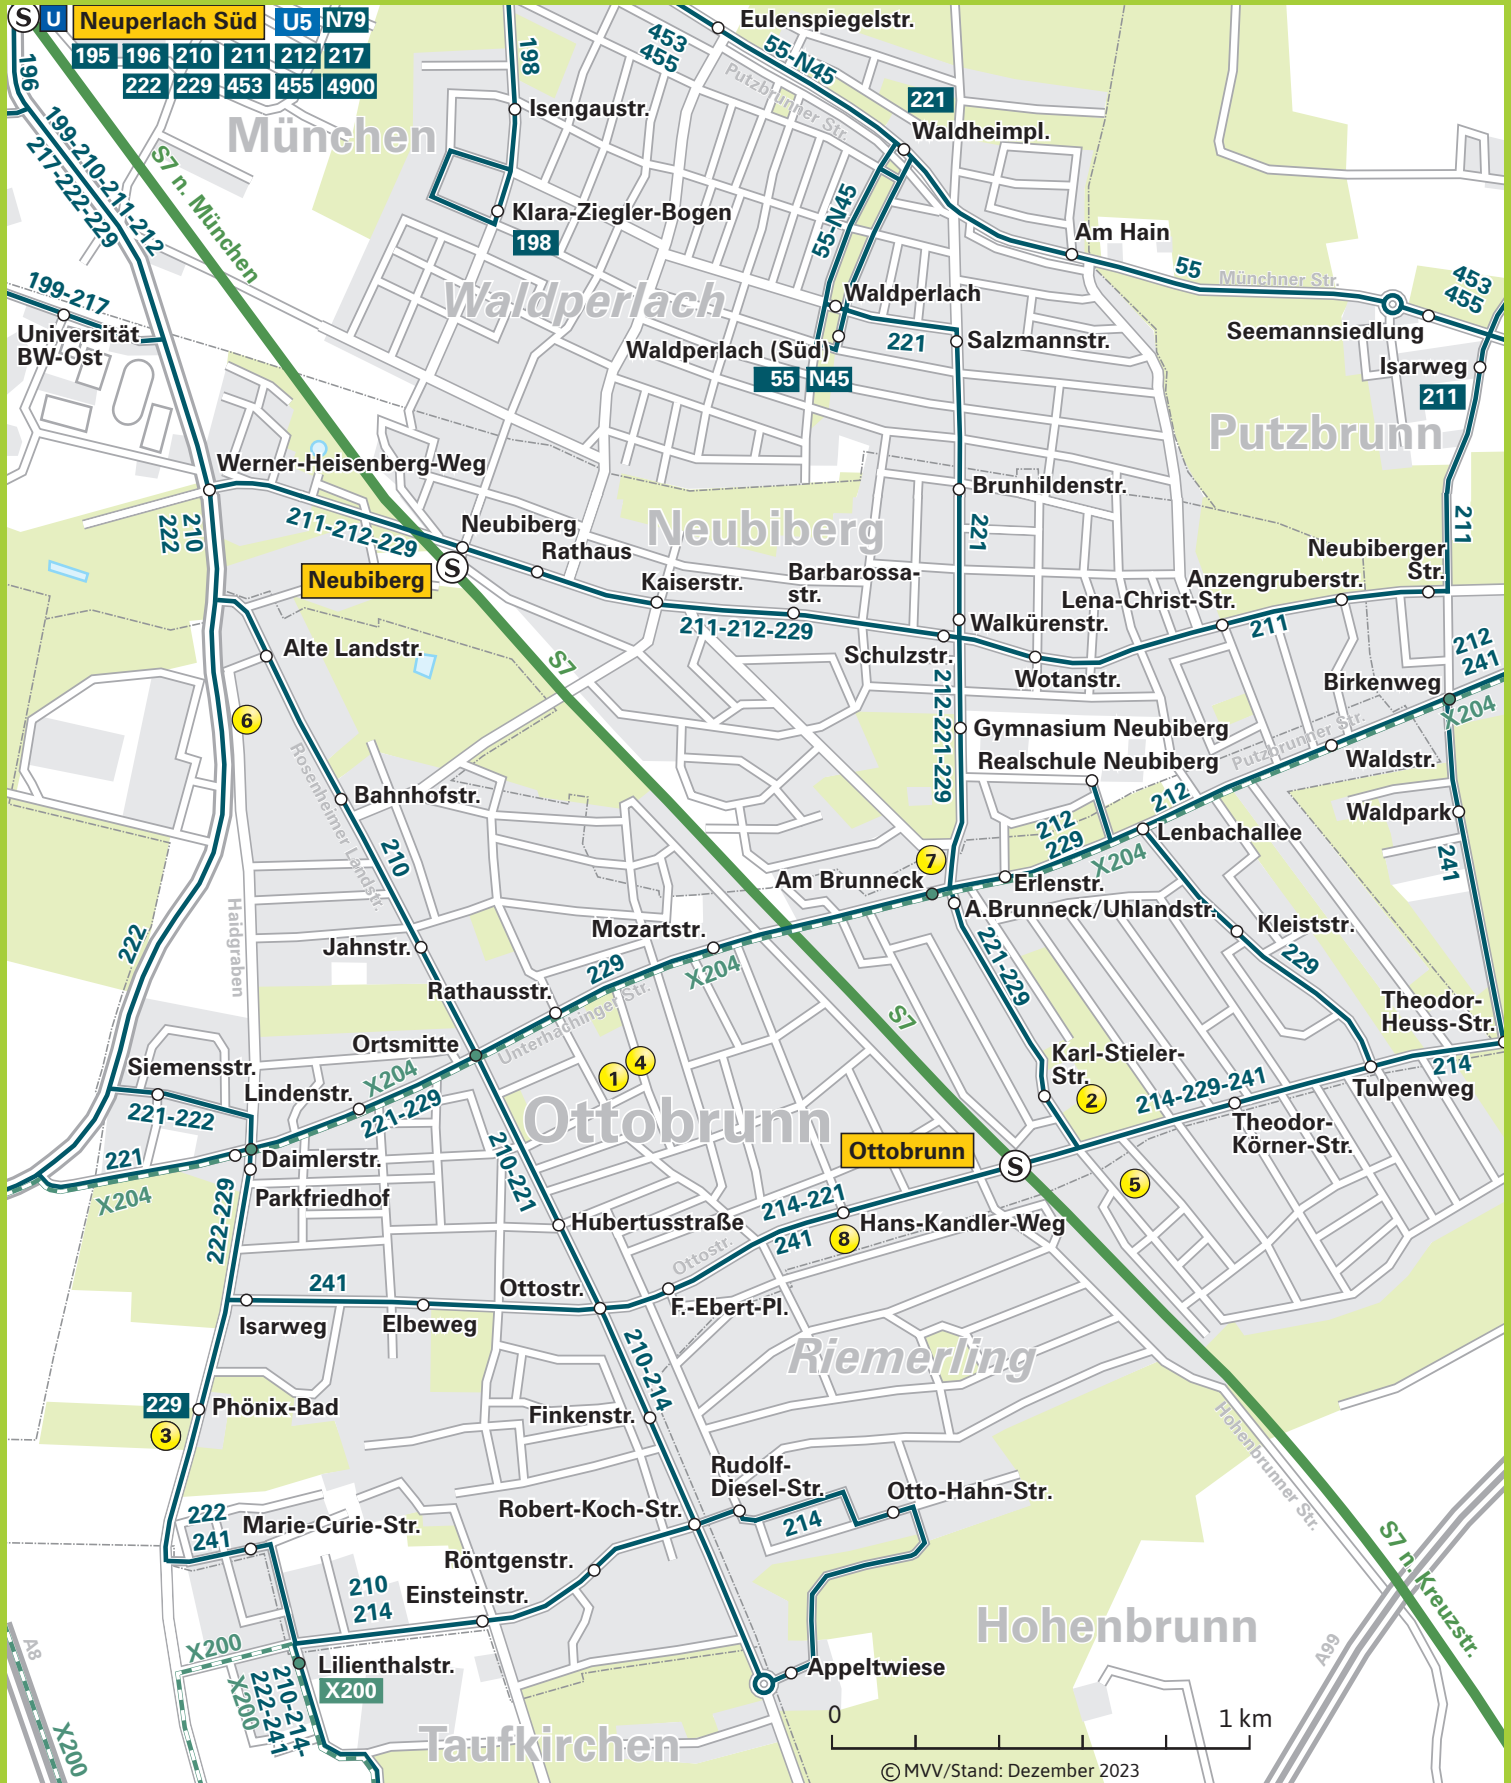 S U Neuperlach Süd U5 N79
195 196 210 211 212 217
222 229 453 455 4900
196
199-210-211-212
217-222-229
S7 n. München
München
198
Isengaustr.
Klara-Ziegler-Bogen
198
453
455
Putzbrunner Str.
55-N45
Eulenspiegelstr.
221
Waldheimpl.
55-N45
Am Hain
55
Münchner Str.
453
455
Seemannsiedlung
Isarweg
211
Waldperlach
Waldperlach
221
Salzmannstr.
Waldperlach (Süd)
55 N45
199-217
Universität
BW-Ost
Putzbrunn
Werner-Heisenberg-Weg
210
222
211-212-229
Neubiberg
Rathaus
Neubiberg
S
Neubiberg
Kaiserstr.
Barbarossa-
str.
211-212-229
Brunhildenstr.
221
Walkürenstr.
Schulzstr.
Wotanstr.
Lena-Christ-Str.
Anzengruberstr.
Neubiberger
Str.
211
211
212
241
Birkenweg
X204
Alte Landstr.
S7
6
Rosenheimer Landstr.
212-221-229
Gymnasium Neubiberg
Realschule Neubiberg
Putzbrunner Str.
Waldstr.
Waldpark
241
Bahnhofstr.
210
212
229
212
X204
Lenbachallee
7
Am Brunneck
Erlenstr.
A.Brunneck/Uhlandstr.
Kleiststr.
229
221-229
222
Haidgraben
Jahnstr.
Mozartstr.
229
X204
Rathausstr.
Unterhachinger Str.
S7
Theodor-
Heuss-Str.
Ortsmitte
X204
Siemensstr.
Lindenstr.
221-222
221-229
1
4
Ottobrunn
Karl-Stieler-
Str.
2
214-229-241
214
Tulpenweg
Theodor-
Körner-Str.
221
X204
Daimlerstr.
Parkfriedhof
222-229
210-221
Ottobrunn
S
5
Hubertusstraße
214-221
241
Hans-Kandler-Weg
8
Ottostr.
241
Ottostr.
Isarweg
Elbeweg
F.-Ebert-Pl.
Riemerling
210-214
229
Phönix-Bad
3
Finkenstr.
Hohenbrunner Str.
Rudolf-
Diesel-Str.
Otto-Hahn-Str.
214
222
241
Marie-Curie-Str.
Robert-Koch-Str.
Röntgenstr.
Einsteinstr.
210
214
S7 n. Kreuzstr.
Hohenbrunn
A99
A8
X200
X200
X200
Lilienthalstr.
X200
210-214-
222-241
Appeltwiese
Taufkirchen
0 1 km
© MVV/Stand: Dezember 2023